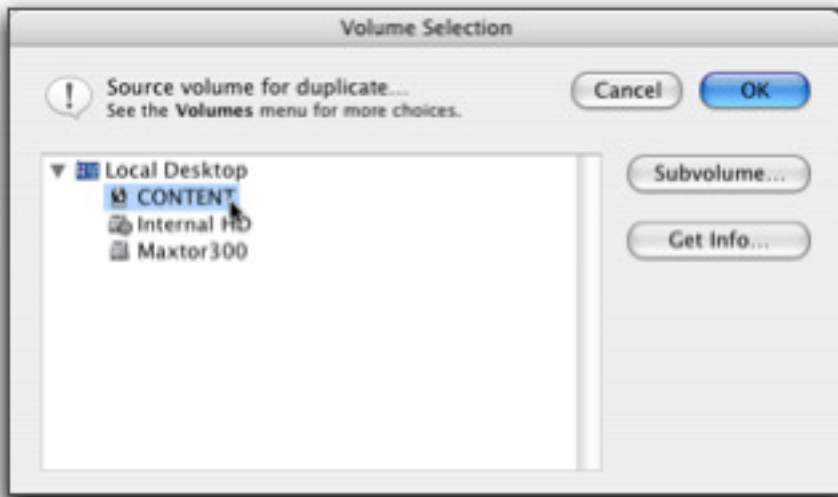 Volume Selection
Source volume for duplicate...
See the Volumes menu for more choices.
Cancel
OK
Local Desktop
CONTENT
Internal HD
Maxtor300
Subvolume...
Get Info...